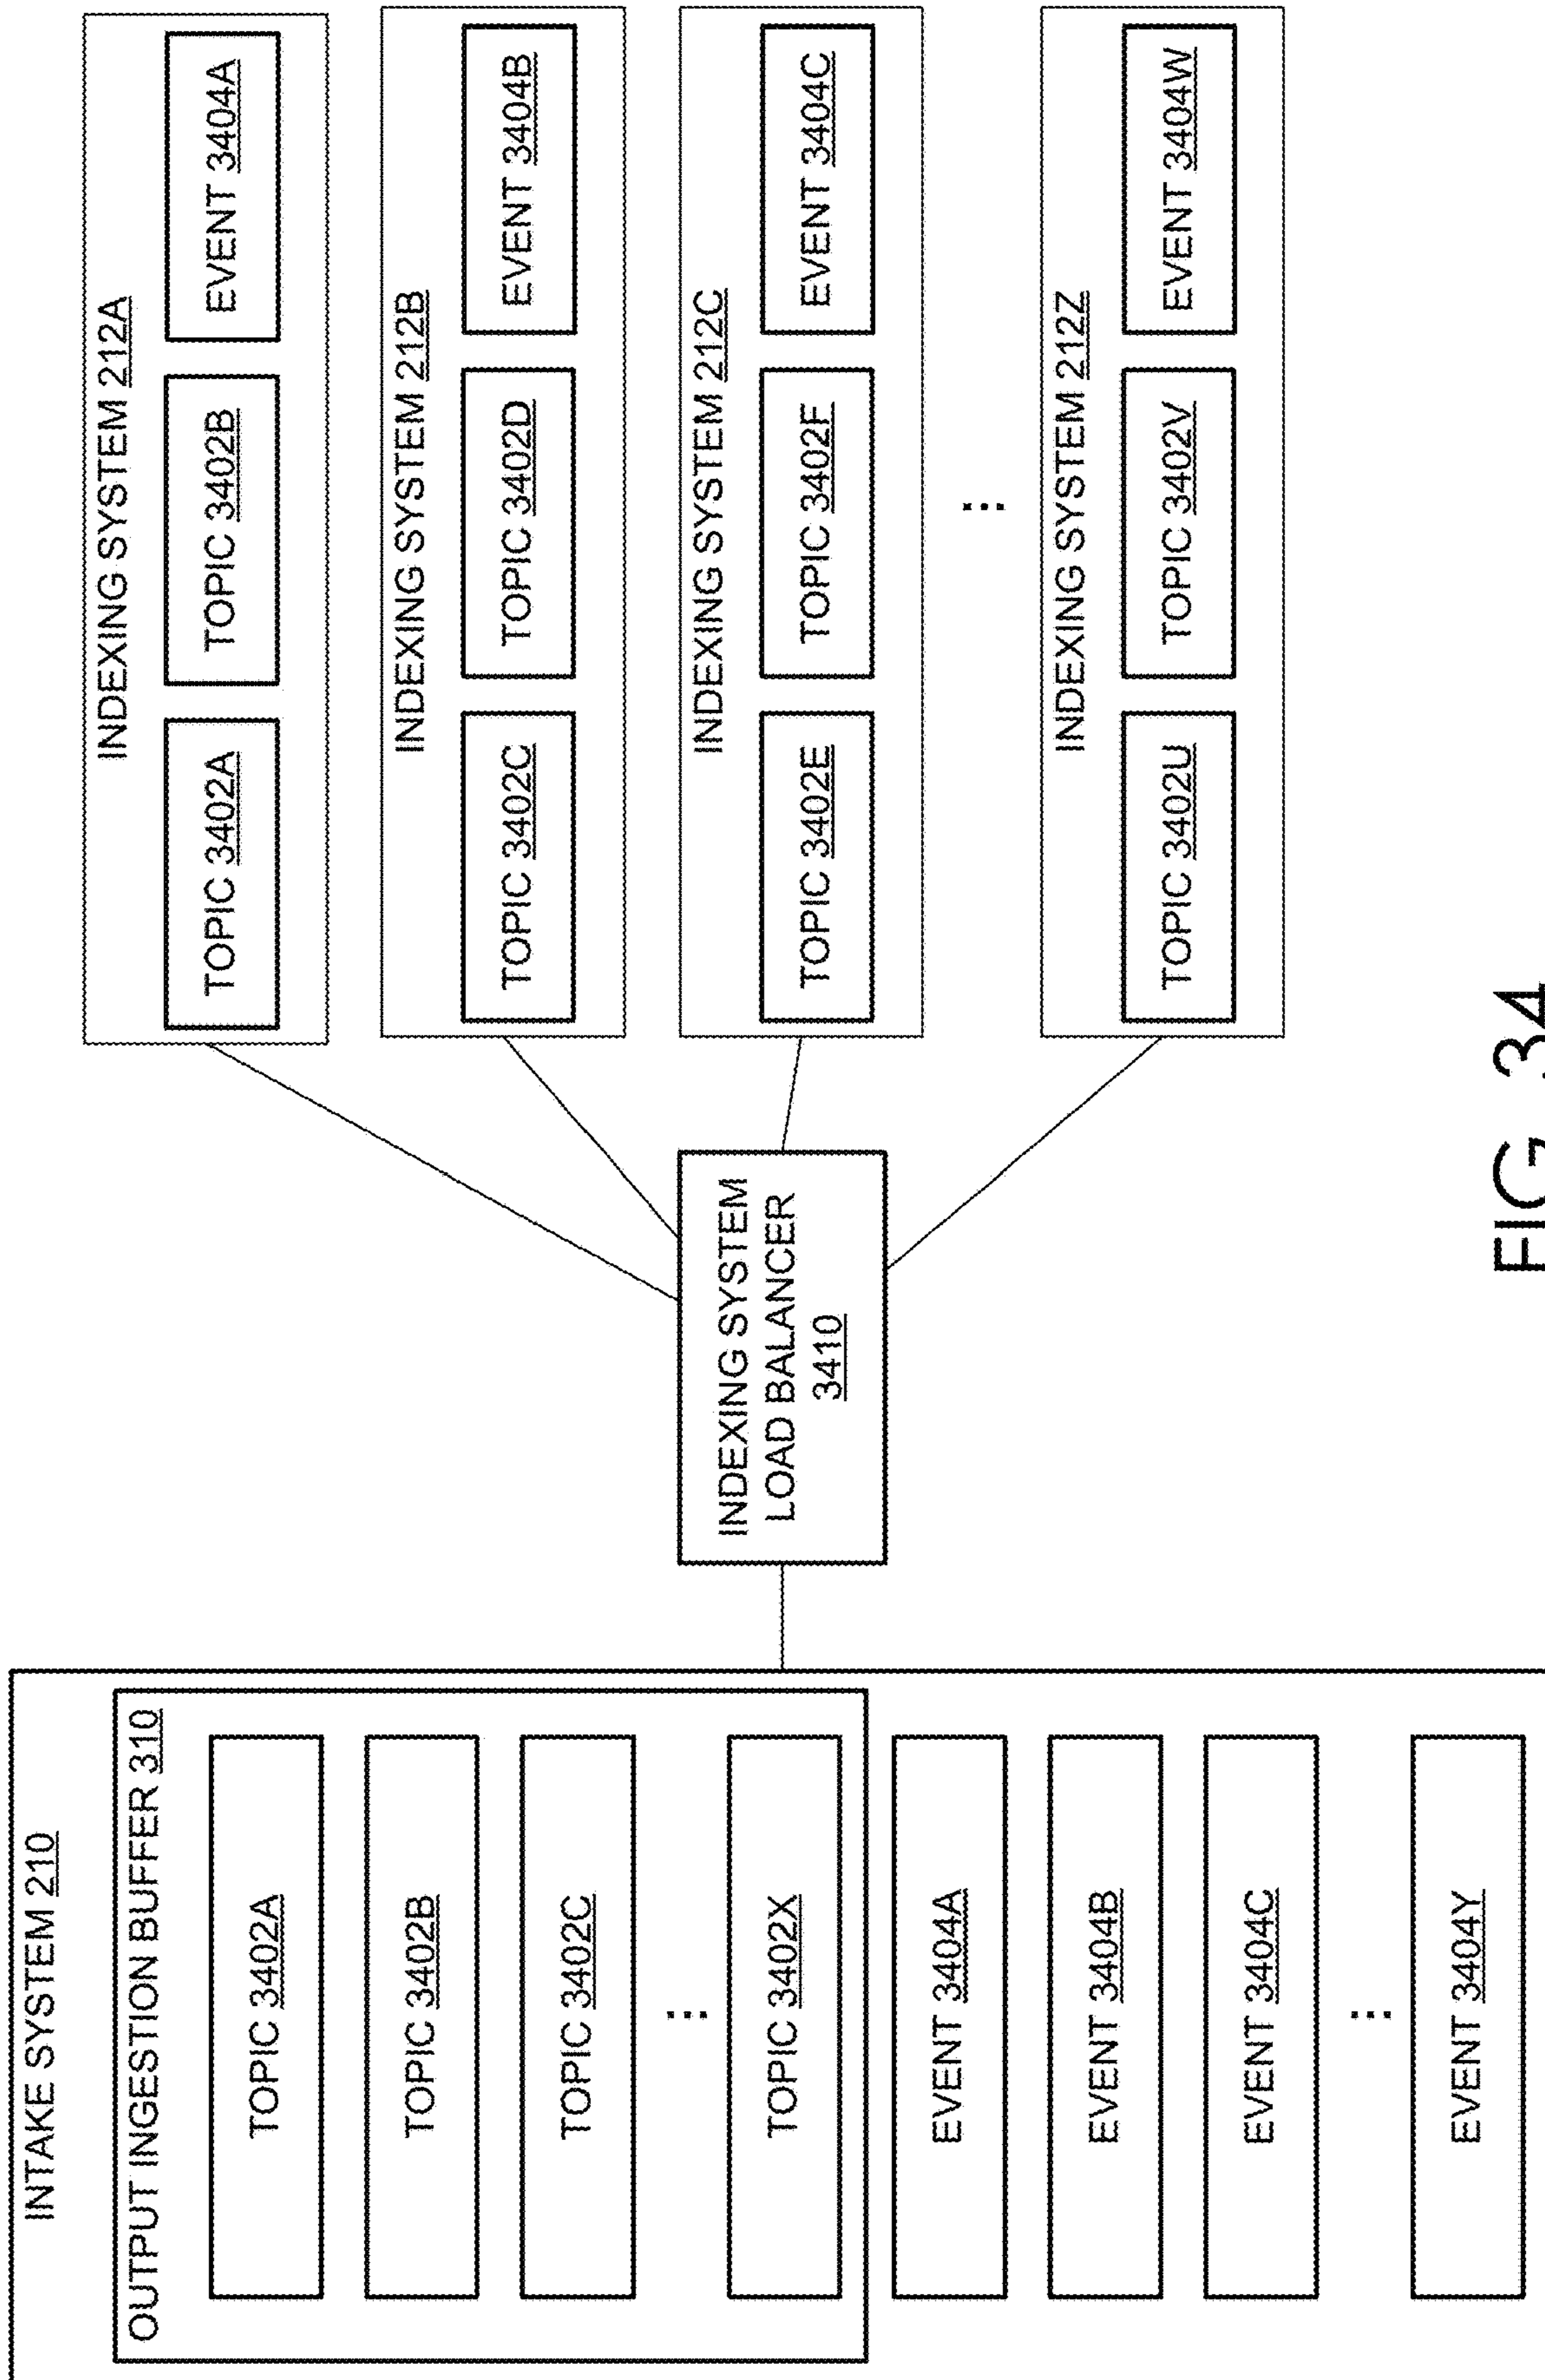 INTAKE SYSTEM 210
OUTPUT INGESTION BUFFER 310
TOPIC 3402A
TOPIC 3402B
TOPIC 3402C
...
TOPIC 3402X
EVENT 3404A
EVENT 3404B
EVENT 3404C
...
EVENT 3404Y
INDEXING SYSTEM
LOAD BALANCER
3410
INDEXING SYSTEM 212A
TOPIC 3402A
TOPIC 3402B
EVENT 3404A
INDEXING SYSTEM 212B
TOPIC 3402C
TOPIC 3402D
EVENT 3404B
INDEXING SYSTEM 212C
TOPIC 3402E
TOPIC 3402F
EVENT 3404C
...
INDEXING SYSTEM 212Z
TOPIC 3402U
TOPIC 3402V
EVENT 3404W
FIG. 34